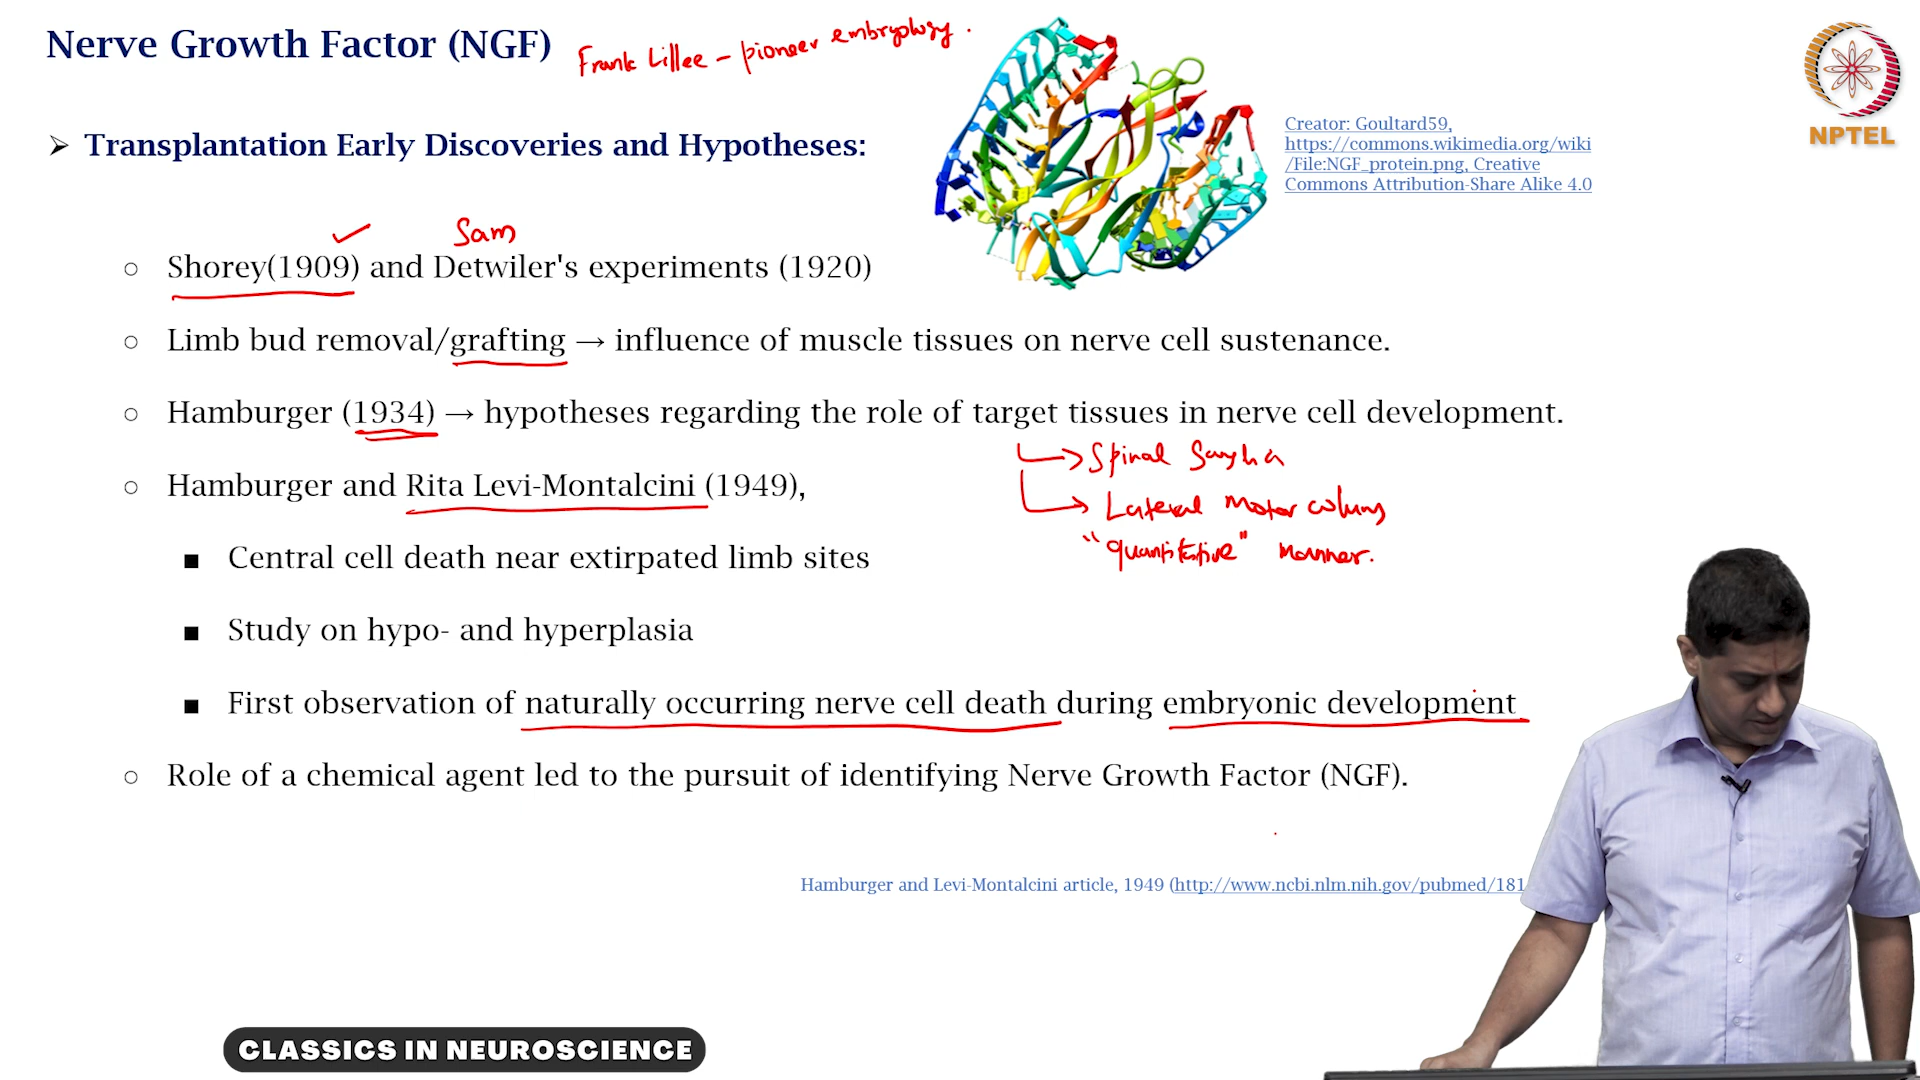 Nerve Growth Factor (NGF)
Frank Lillee - pioneer embryology.
NPTEL
Creator: Goultard59,
https://commons.wikimedia.org/wiki
/File:NGF_protein.png, Creative
Commons Attribution-Share Alike 4.0
➢ Transplantation Early Discoveries and Hypotheses:
Sam
○ Shorey(1909) and Detwiler's experiments (1920)
○ Limb bud removal/grafting → influence of muscle tissues on nerve cell sustenance.
○ Hamburger (1934) → hypotheses regarding the role of target tissues in nerve cell development.
→ Spinal
○ Hamburger and Rita Levi-Montalcini (1949),
→ Lateral Motor
"quantitative" manner.
■ Central cell death near extirpated limb sites
■ Study on hypo- and hyperplasia
■ First observation of naturally occurring nerve cell death during embryonic development
○ Role of a chemical agent led to the pursuit of identifying Nerve Growth Factor (NGF).
Hamburger and Levi-Montalcini article, 1949 (http://www.ncbi.nlm.nih.gov/pubmed/181
CLASSICS IN NEUROSCIENCE